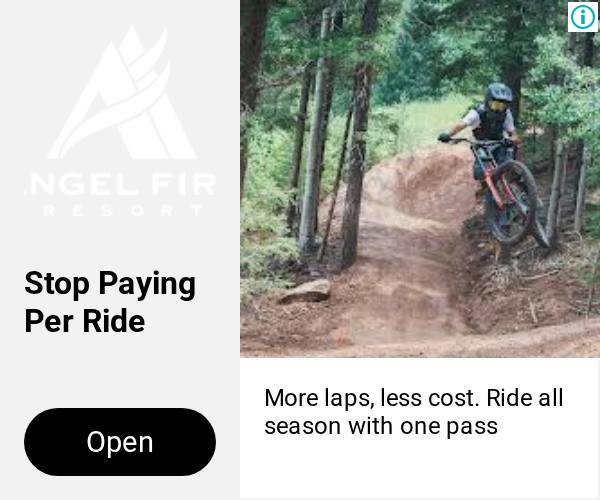 NGEL FIR
RESORT
Stop Paying
Per Ride
Open
More laps, less cost. Ride all
season with one pass